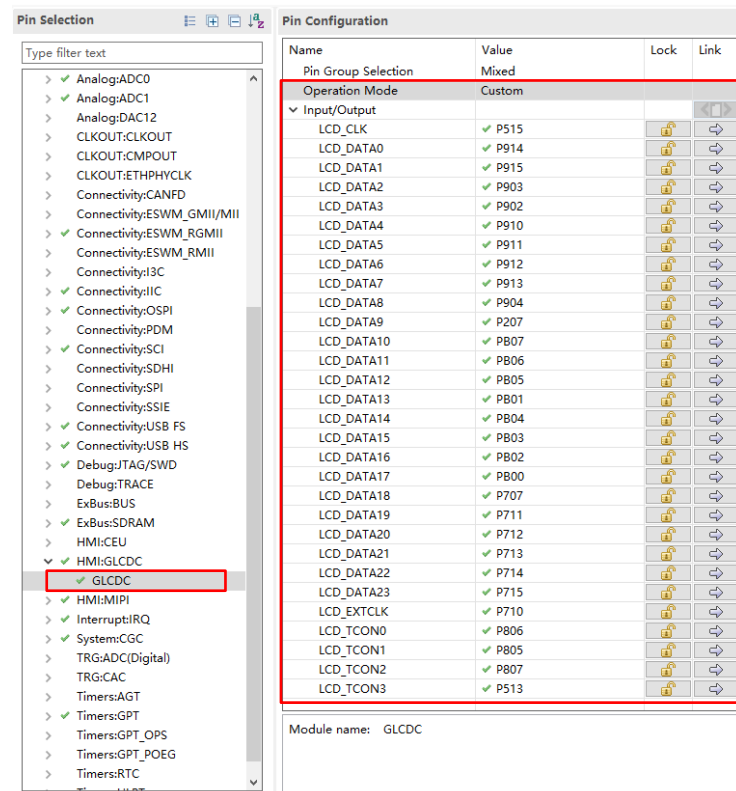 Pin Selection
Type filter text
Analog:ADC0
Analog:ADC1
Analog:DAC12
CLKOUT:CLKOUT
CLKOUT:CMPOUT
CLKOUT:ETHPHYCLK
Connectivity:CANFD
Connectivity:ESWM_GMII/MII
Connectivity:ESWM_RGMII
Connectivity:ESWM_RMII
Connectivity:I3C
Connectivity:IIC
Connectivity:OSPI
Connectivity:PDM
Connectivity:SCI
Connectivity:SDHI
Connectivity:SPI
Connectivity:SSIE
Connectivity:USB FS
Connectivity:USB HS
Debug:JTAG/SWD
Debug:TRACE
ExBus:BUS
ExBus:SDRAM
HMI:CEU
HMI:GLCDC
GLCDC
HMI:MIPI
Interrupt:IRQ
System:CGC
TRG:ADC(Digital)
TRG:CAC
Timers:AGT
Timers:GPT
Timers:GPT_OPS
Timers:GPT_POEG
Timers:RTC
Pin Configuration
Name Value Lock Link
Pin Group Selection Mixed
Operation Mode Custom
Input/Output
LCD_CLK P515
LCD_DATA0 P914
LCD_DATA1 P915
LCD_DATA2 P903
LCD_DATA3 P902
LCD_DATA4 P910
LCD_DATA5 P911
LCD_DATA6 P912
LCD_DATA7 P913
LCD_DATA8 P904
LCD_DATA9 P207
LCD_DATA10 PB07
LCD_DATA11 PB06
LCD_DATA12 PB05
LCD_DATA13 PB01
LCD_DATA14 PB04
LCD_DATA15 PB03
LCD_DATA16 PB02
LCD_DATA17 PB00
LCD_DATA18 P707
LCD_DATA19 P711
LCD_DATA20 P712
LCD_DATA21 P713
LCD_DATA22 P714
LCD_DATA23 P715
LCD_EXTCLK P710
LCD_TCON0 P806
LCD_TCON1 P805
LCD_TCON2 P807
LCD_TCON3 P513
Module name: GLCDC